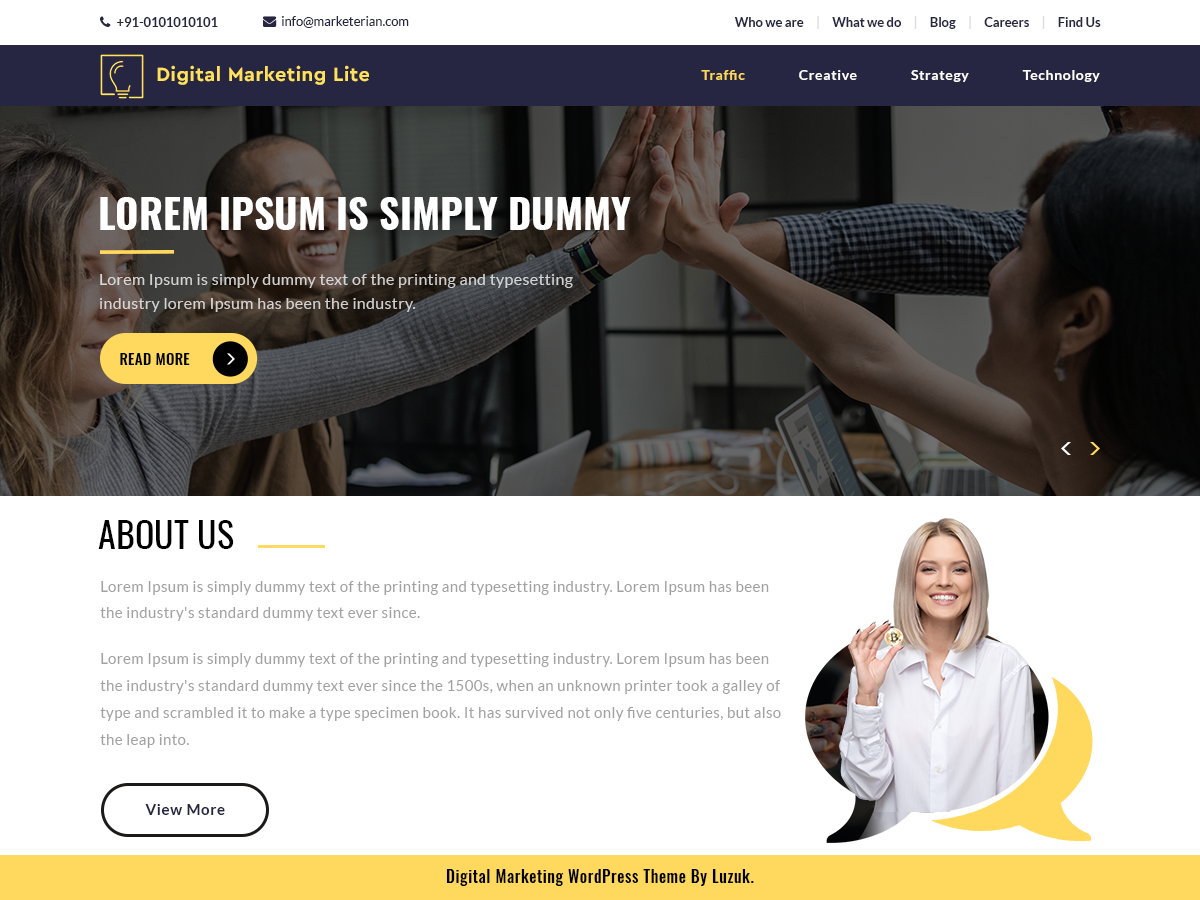 +91-0101010101 info@marketerian.com Who we are What we do Blog Careers Find Us
Digital Marketing Lite Traffic Creative Strategy Technology
LOREM IPSUM IS SIMPLY DUMMY
Lorem Ipsum is simply dummy text of the printing and typesetting
industry lorem Ipsum has been the industry.
READ MORE
ABOUT US
Lorem Ipsum is simply dummy text of the printing and typesetting industry. Lorem Ipsum has been
the industry's standard dummy text ever since.
Lorem Ipsum is simply dummy text of the printing and typesetting industry. Lorem Ipsum has been
the industry's standard dummy text ever since the 1500s, when an unknown printer took a galley of
type and scrambled it to make a type specimen book. It has survived not only five centuries, but also
the leap into.
View More
Digital Marketing WordPress Theme By Luzuk.